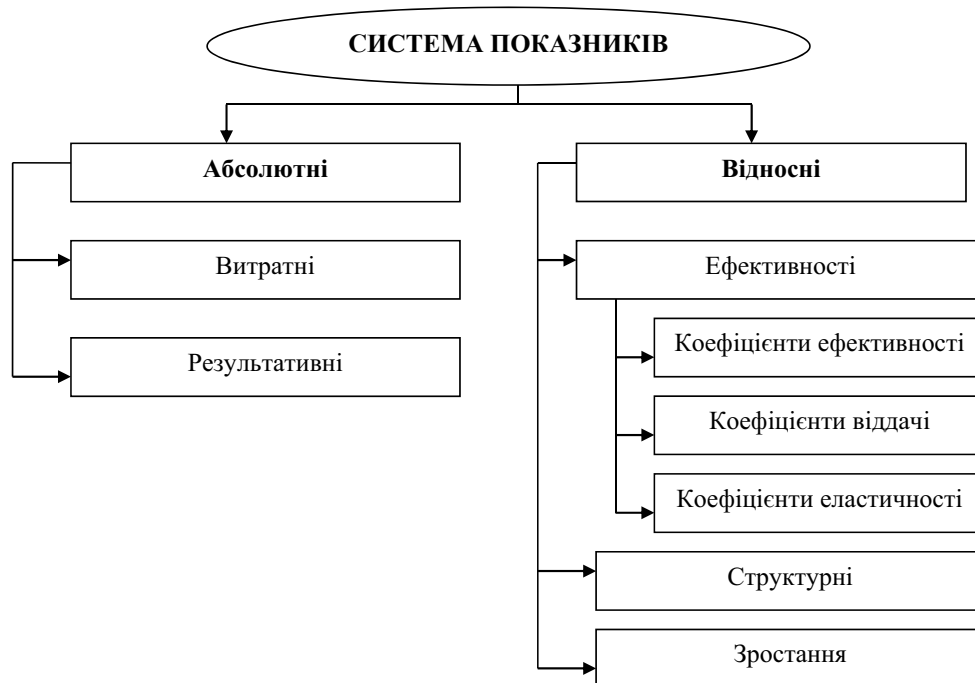 СИСТЕМА ПОКАЗНИКІВ
Абсолютні
Витратні
Результативні
Відносні
Ефективності
Коефіцієнти ефективності
Коефіцієнти віддачі
Коефіцієнти еластичності
Структурні
Зростання